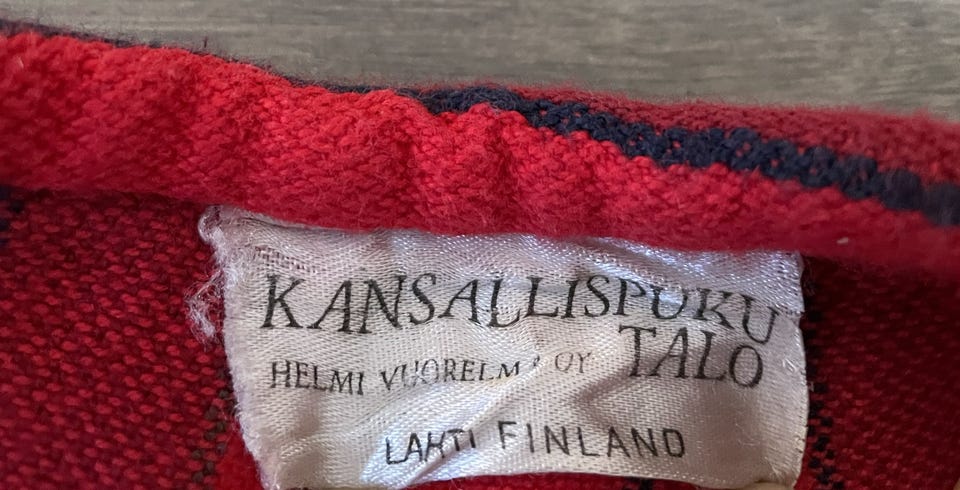 KANSALLISPUKU
TALO
HELMI VUORELMA OY
LAHTI FINLAND